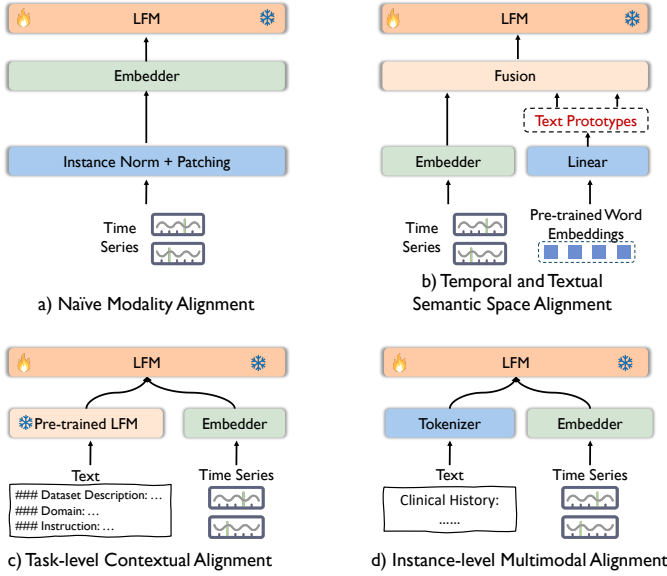 LFM
Embedder
Instance Norm + Patching
Time
Series
a) Naïve Modality Alignment
LFM
Fusion
Text Prototypes
Embedder
Linear
Time
Series
Pre-trained Word
Embeddings
b) Temporal and Textual
Semantic Space Alignment
LFM
Pre-trained LFM
Embedder
Text
Time Series
### Dataset Description: ...
### Domain: ...
### Instruction: ...
c) Task-level Contextual Alignment
LFM
Tokenizer
Embedder
Text
Time Series
Clinical History:
......
d) Instance-level Multimodal Alignment